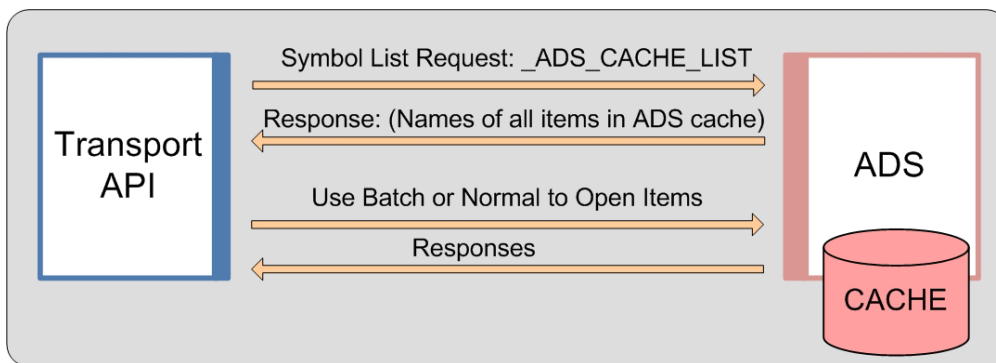 Symbol List Request: _ADS_CACHE_LIST
Response: (Names of all items in ADS cache)
Transport
API
ADS
Use Batch or Normal to Open Items
Responses
CACHE